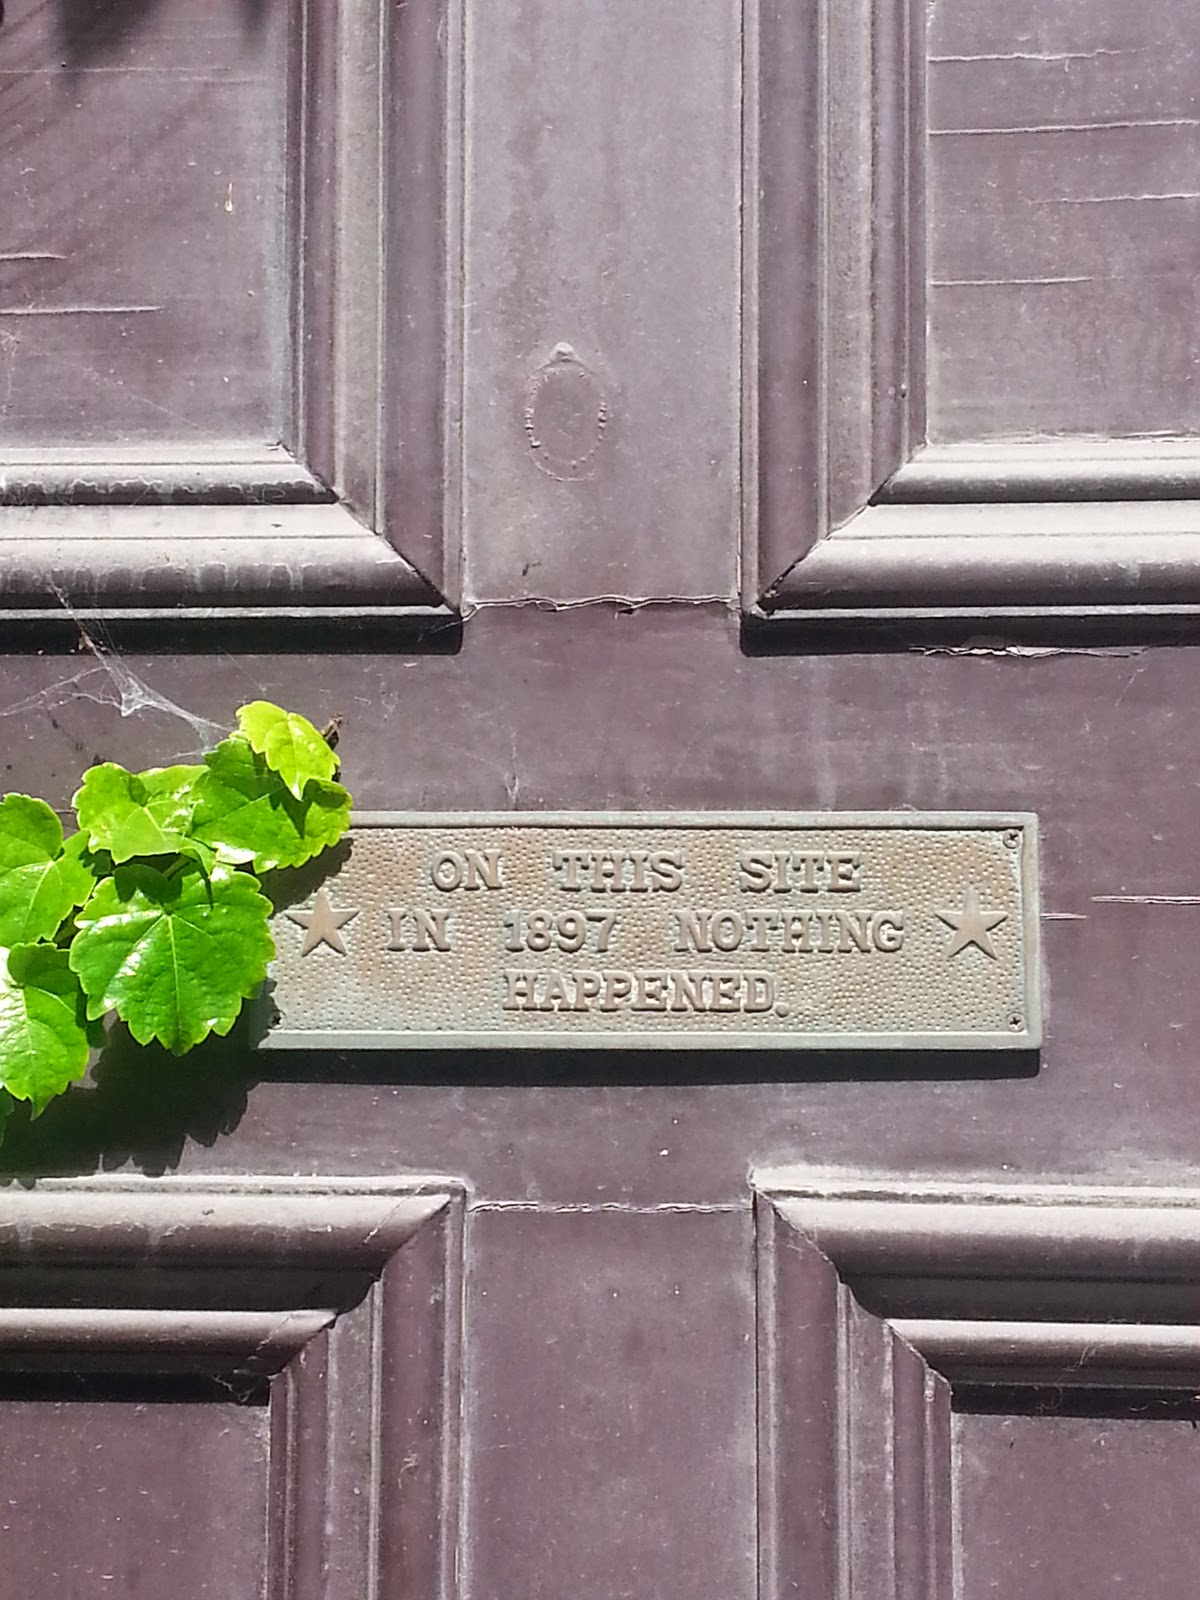 ON THIS SITE
IN 1897 NOTHING
HAPPENED.